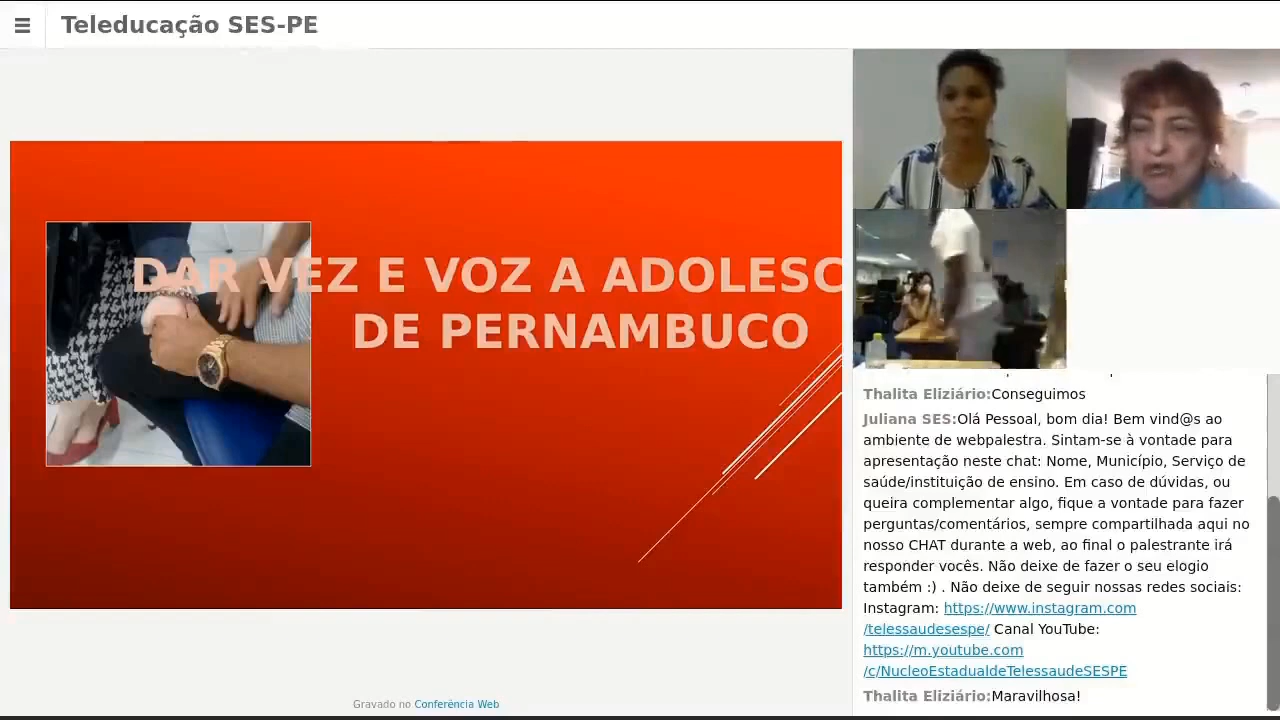 Teleducação SES-PE
DAR VEZ E VOZ A ADOLESC
DE PERNAMBUCO
Thalita Eliziário:Conseguimos
Juliana SES:Olá Pessoal, bom dia! Bem vind@s ao
ambiente de webpalestra. Sintam-se à vontade para
apresentação neste chat: Nome, Município, Serviço de
saúde/instituição de ensino. Em caso de dúvidas, ou
queira complementar algo, fique a vontade para fazer
perguntas/comentários, sempre compartilhada aqui no
nosso CHAT durante a web, ao final o palestrante irá
responder vocês. Não deixe de fazer o seu elogio
também :) . Não deixe de seguir nossas redes sociais:
Instagram: https://www.instagram.com
/telessaudesespe/ Canal YouTube:
https://m.youtube.com
/c/NucleoEstadualdeTelessaudeSESPE
Thalita Eliziário:Maravilhosa!
Gravado no Conferência Web